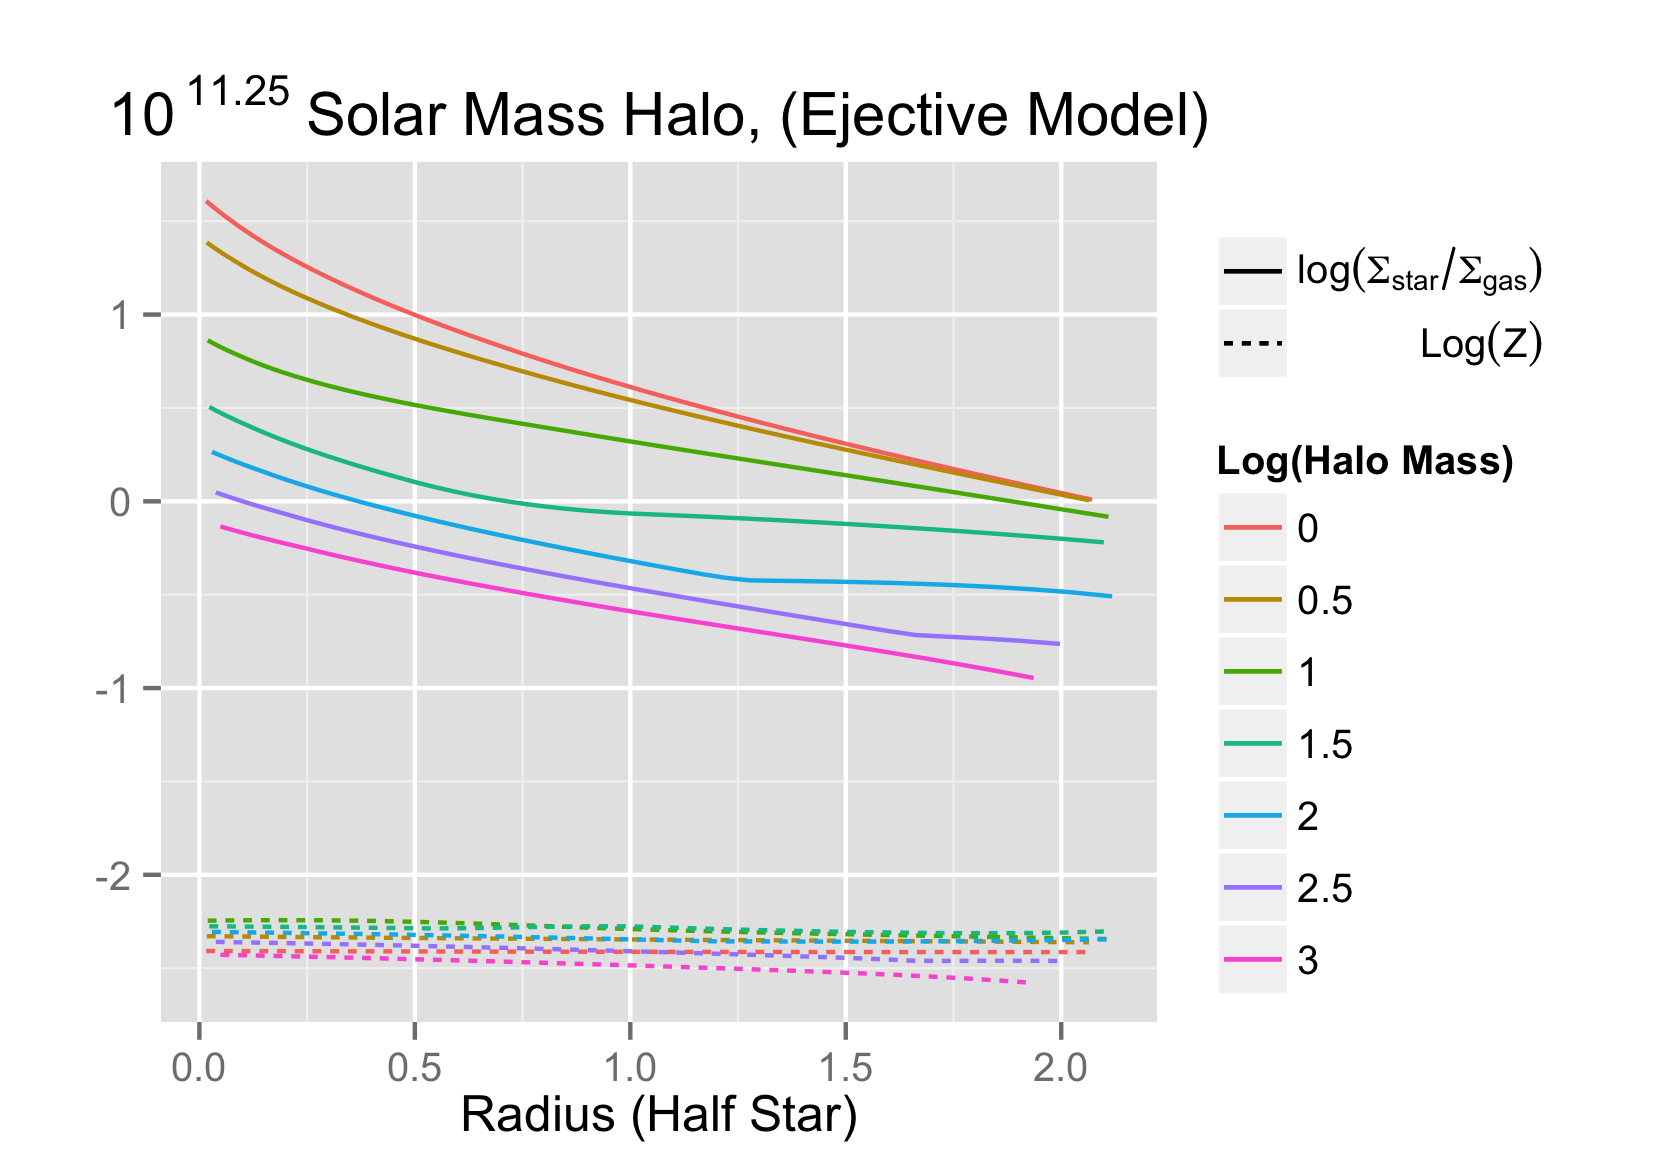 10^11.25 Solar Mass Halo, (Ejective Model)
1
0
-1
-2
0.0 0.5 1.0 1.5 2.0
Radius (Half Star)
log(Σstar/Σgas)
Log(Z)
Log(Halo Mass)
0
0.5
1
1.5
2
2.5
3